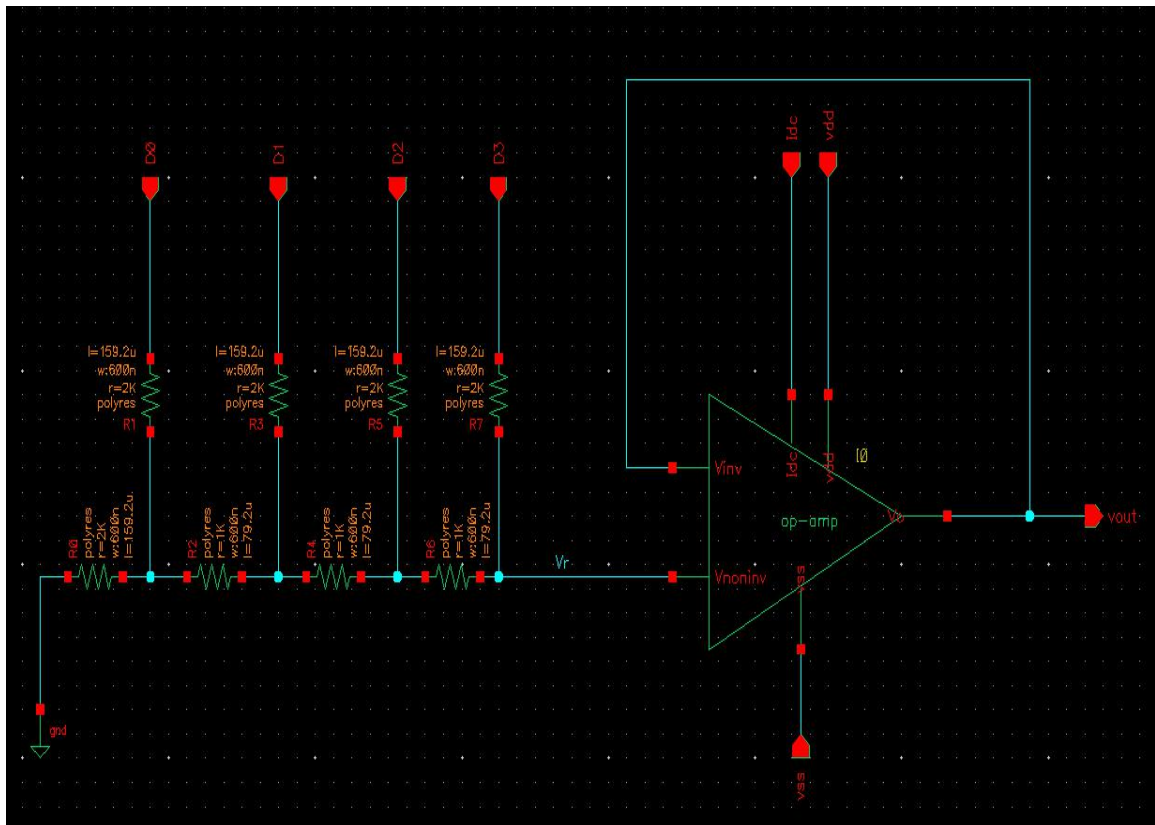 D0
D1
D2
D3
Idc
vdd
l=159.2u
w:600n
r=2K
polyres
R1
l=159.2u
w:600n
r=2K
polyres
R3
l=159.2u
w:600n
r=2K
polyres
R5
l=159.2u
w:600n
r=2K
polyres
R7
R0
polyres
r=2K
w:600n
l=159.2u
R2
polyres
r=1K
w:600n
l=79.2u
R4
polyres
r=1K
w:600n
l=79.2u
R6
polyres
r=1K
w:600n
l=79.2u
Vr
Vinv
Vnoninv
Idc
vdd
I0
op-amp
Vo
vss
vout
gnd
vss